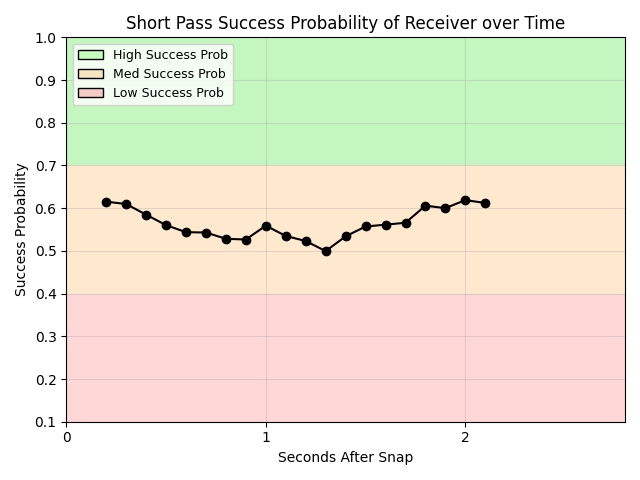 Short Pass Success Probability of Receiver over Time
1.0
0.9
0.8
0.7
0.6
0.5
0.4
0.3
0.2
0.1
Success Probability
High Success Prob
Med Success Prob
Low Success Prob
0 1 2
Seconds After Snap